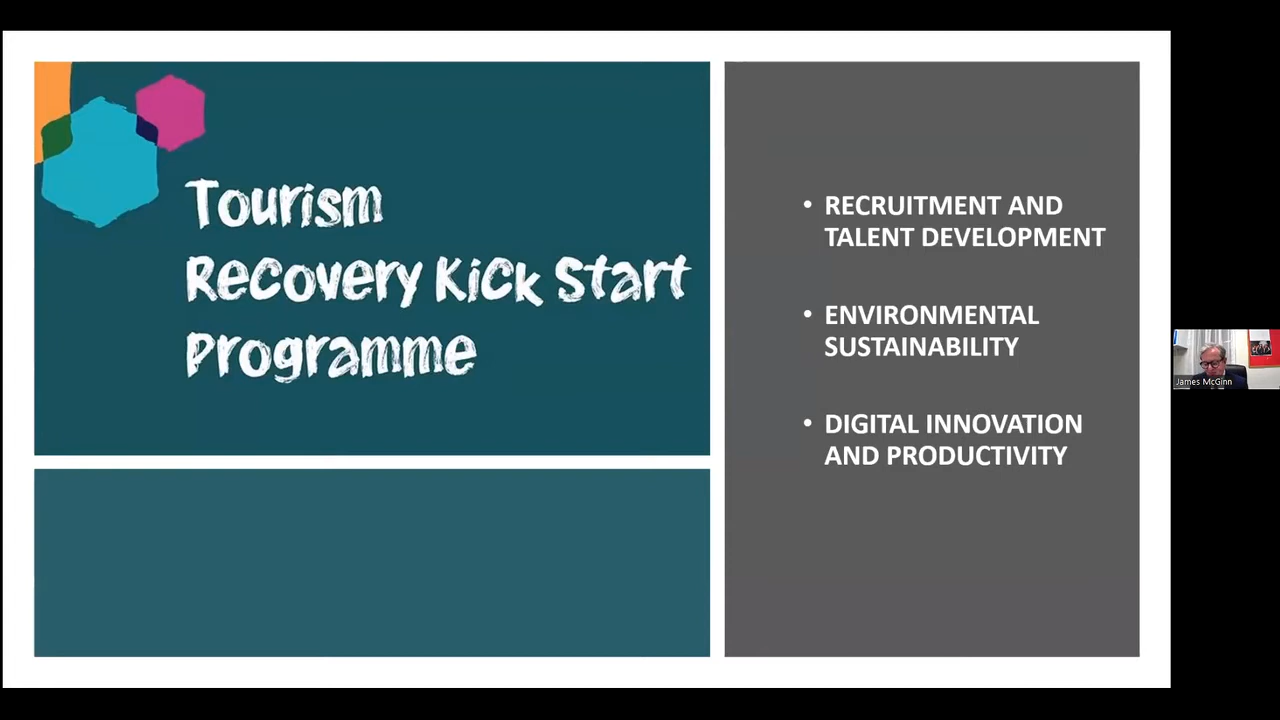 Tourism
Recovery Kick Start
Programme
• RECRUITMENT AND
TALENT DEVELOPMENT
• ENVIRONMENTAL
SUSTAINABILITY
• DIGITAL INNOVATION
AND PRODUCTIVITY
James McGinn